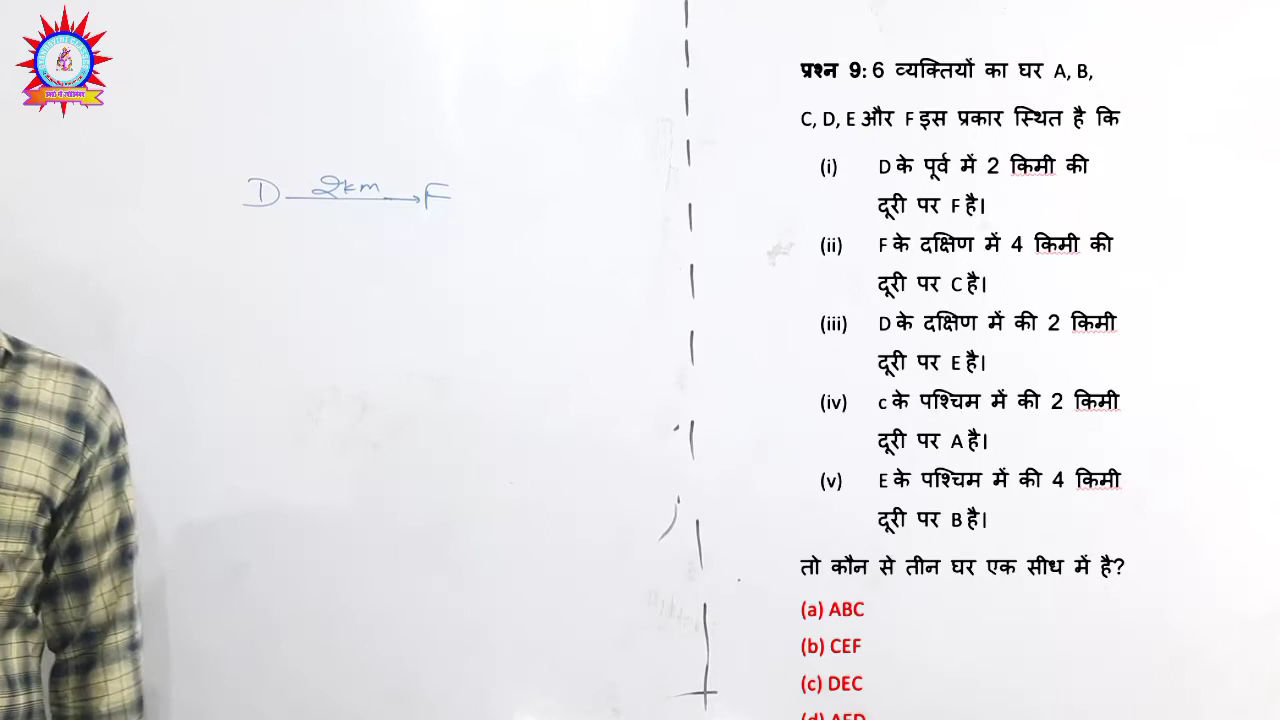 D 2km F
प्रश्न 9: 6 व्यक्तियों का घर A, B,
C, D, E और F इस प्रकार स्थित है कि
(i) D के पूर्व में 2 किमी की
दूरी पर F है।
(ii) F के दक्षिण में 4 किमी की
दूरी पर C है।
(iii) D के दक्षिण में की 2 किमी
दूरी पर E है।
(iv) c के पश्चिम में की 2 किमी
दूरी पर A है।
(v) E के पश्चिम में की 4 किमी
दूरी पर B है।
तो कौन से तीन घर एक सीध में है?
(a) ABC
(b) CEF
(c) DEC
(d) AED